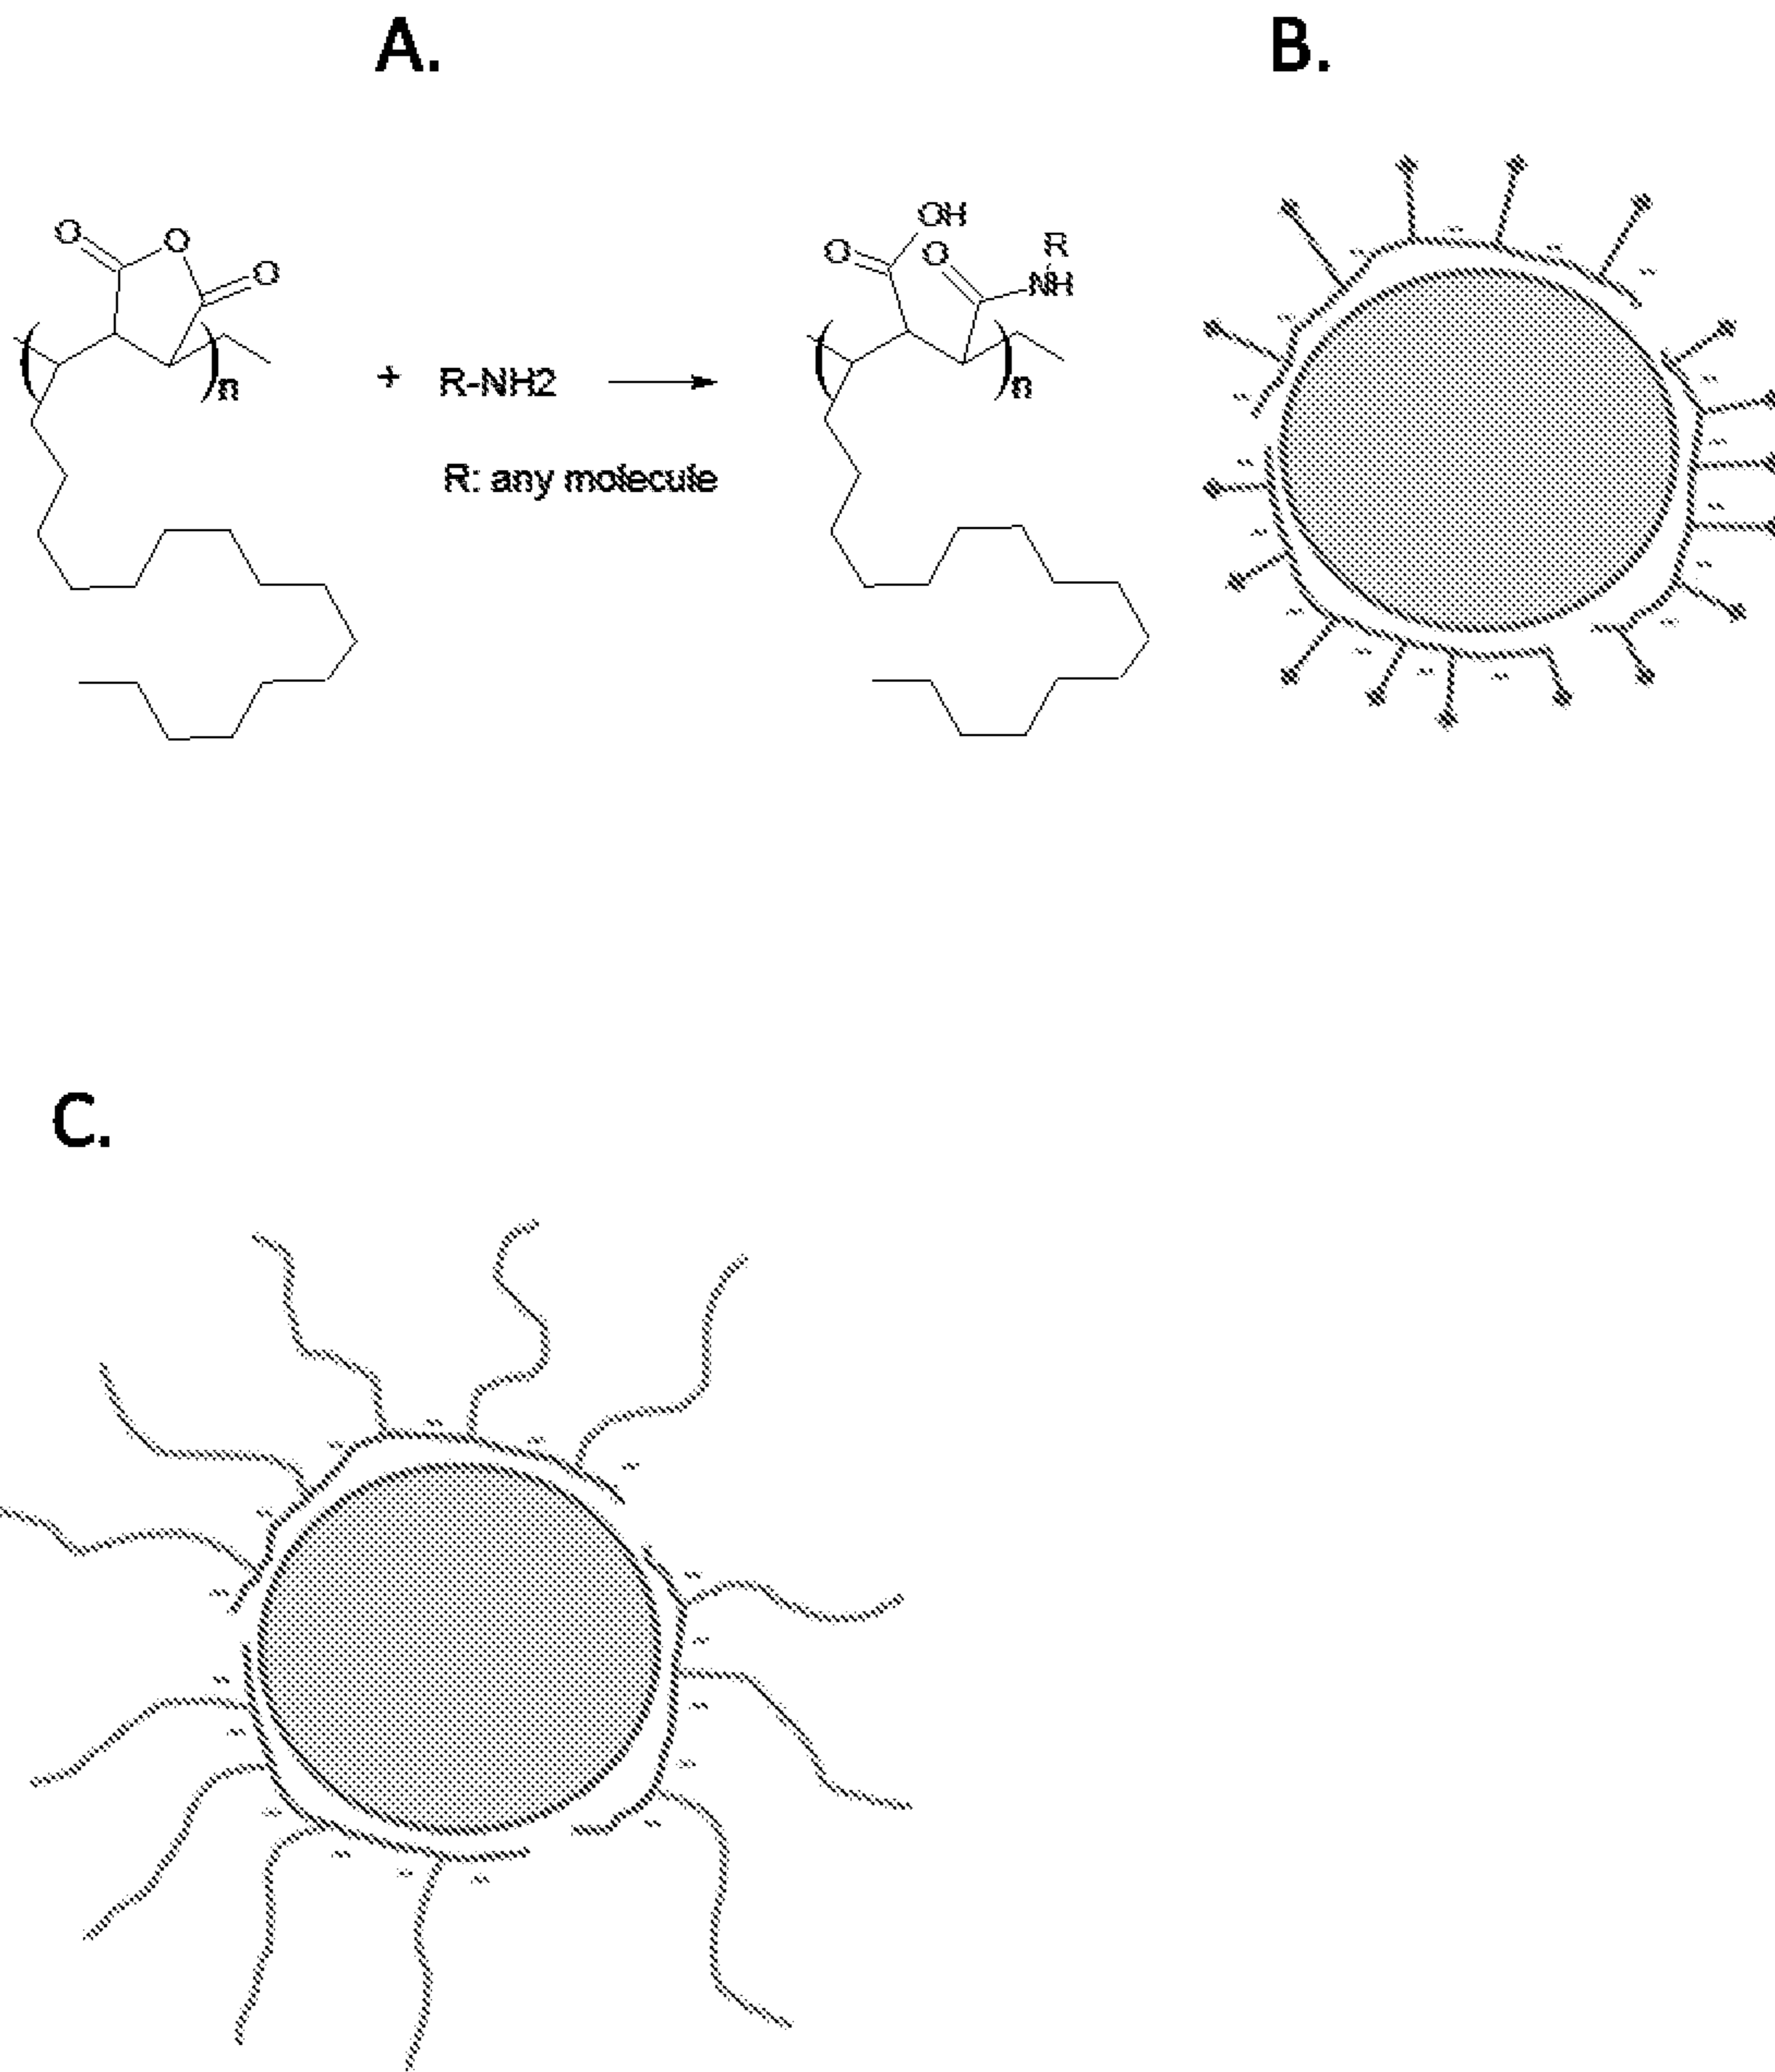 A.
B.
O
O
O
OH
O
O
R
NH
n
+
R-NH2
n
R: any molecule
C.